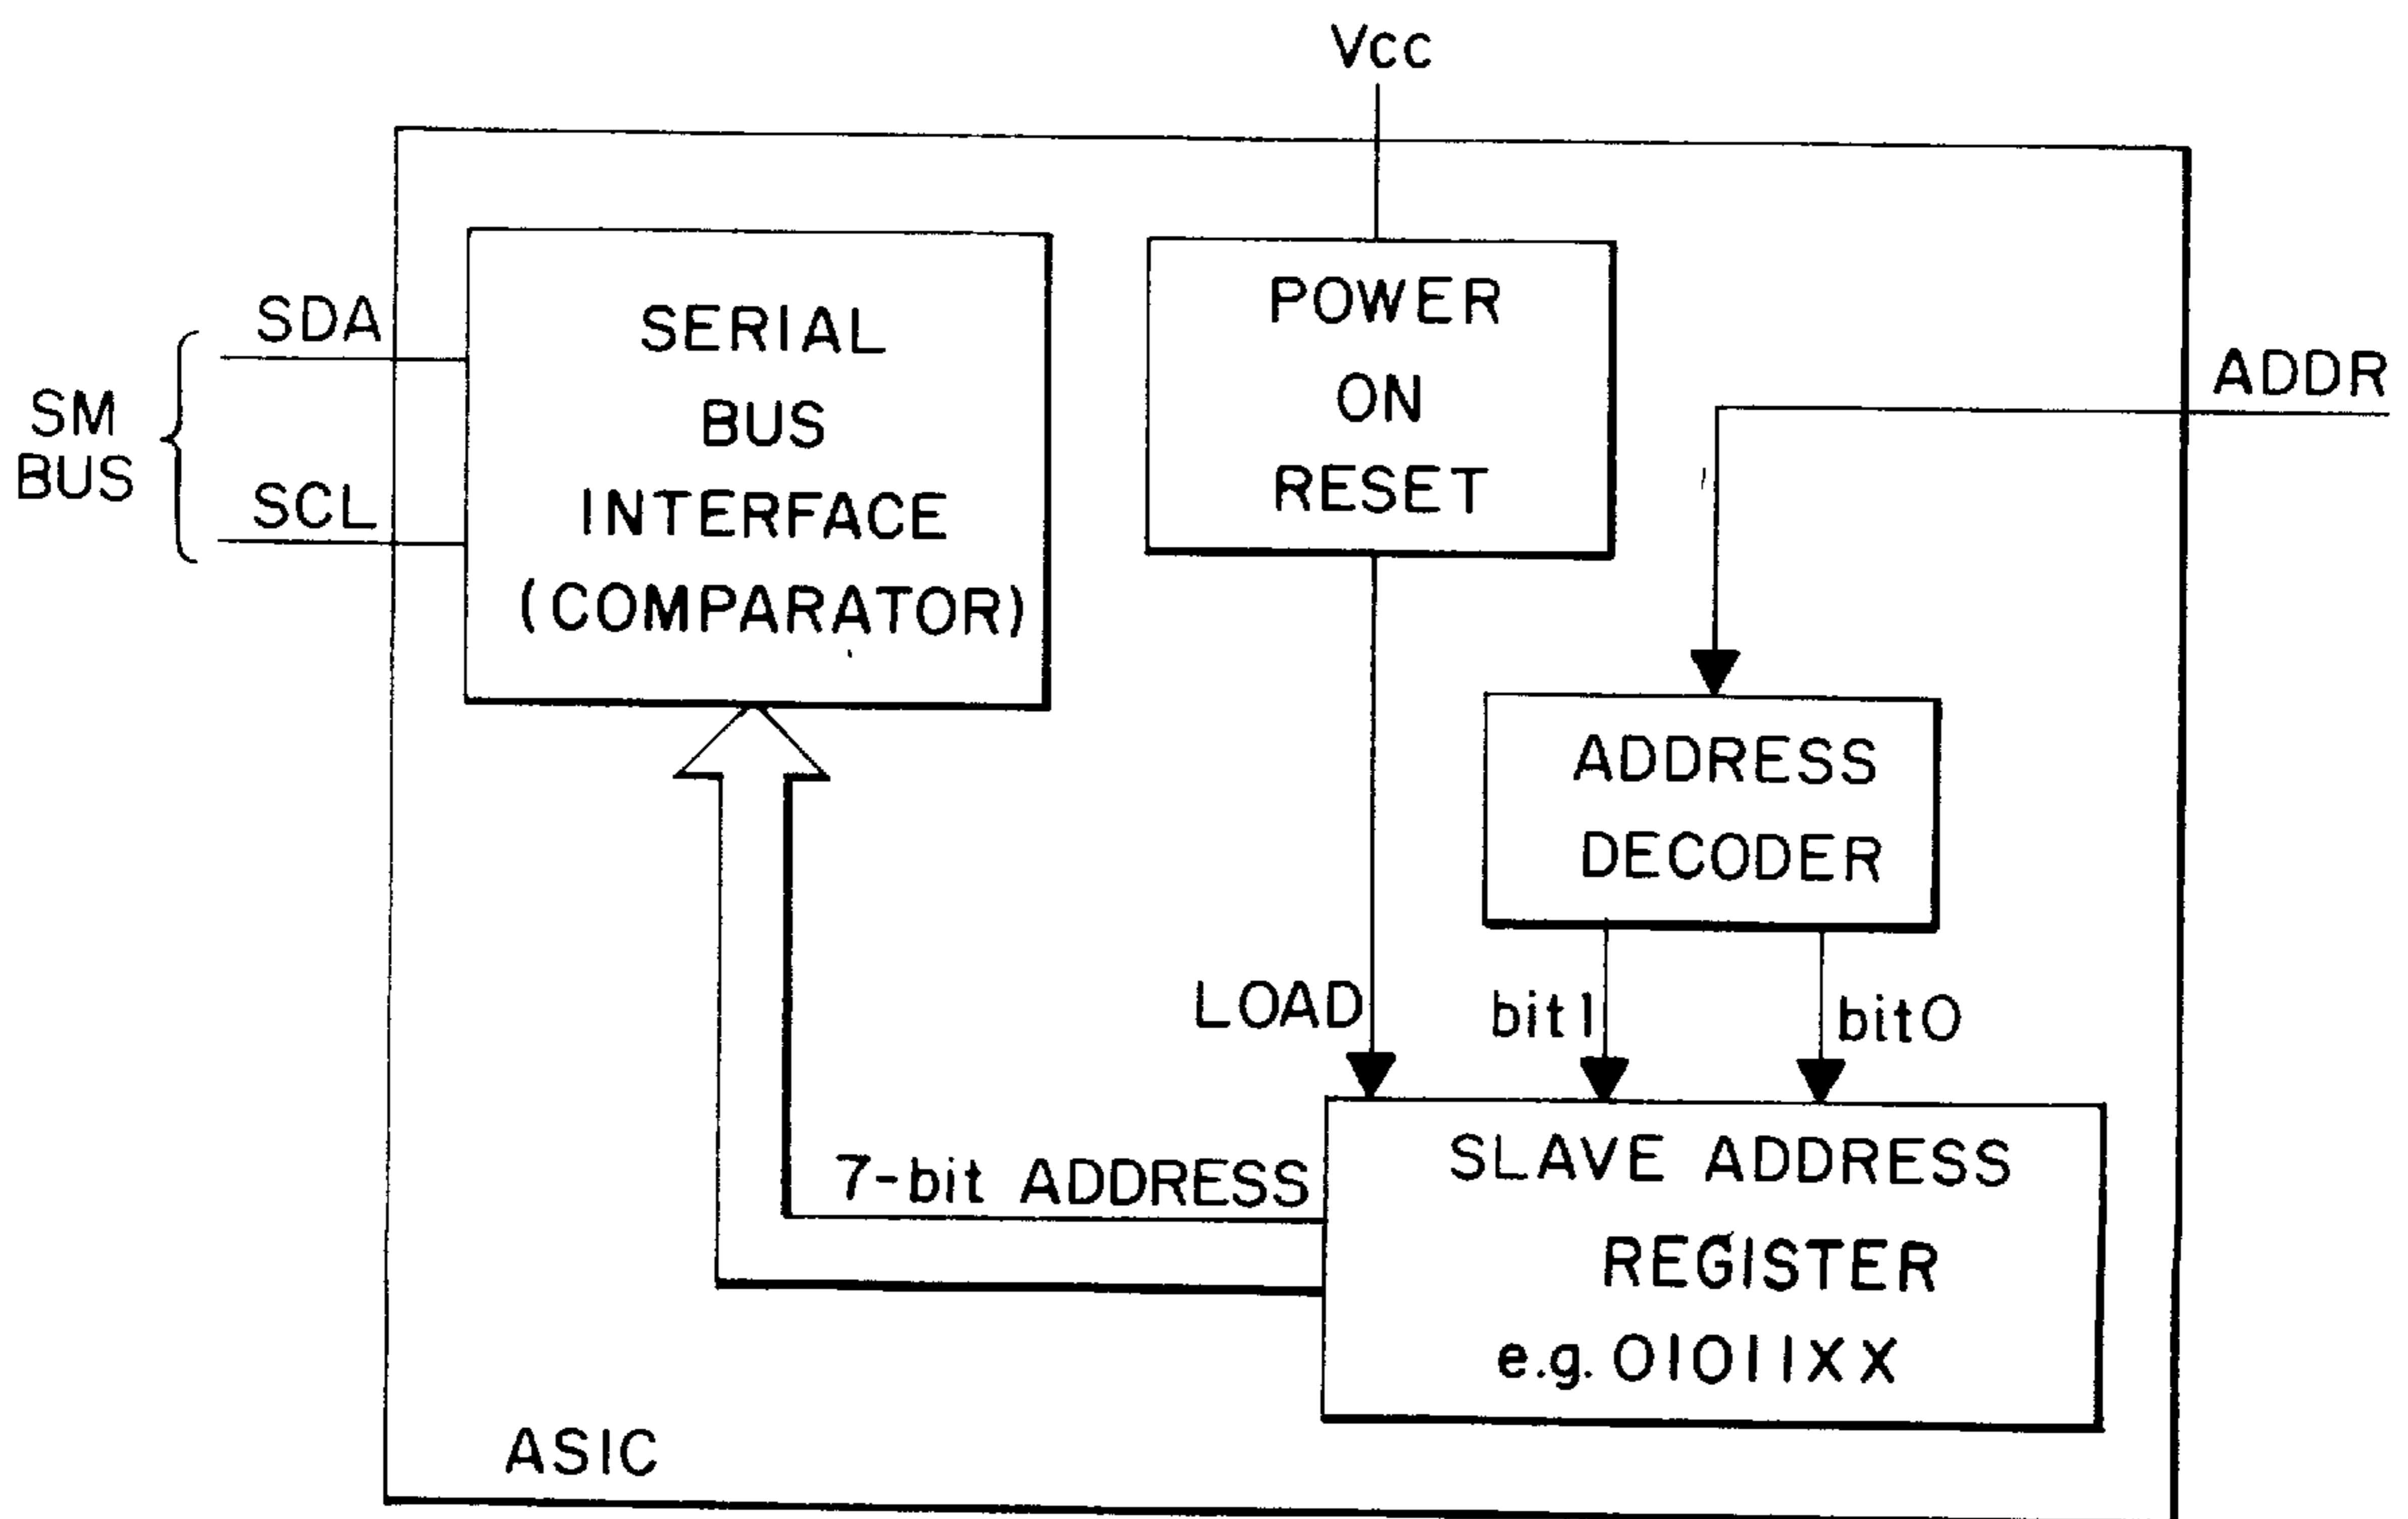 Vcc
SM
BUS
SDA
SCL
SERIAL
BUS
INTERFACE
(COMPARATOR)
POWER
ON
RESET
ADDR
ADDRESS
DECODER
LOAD
bit1
bit0
7-bit ADDRESS
SLAVE ADDRESS
REGISTER
e.g. 01011XX
ASIC